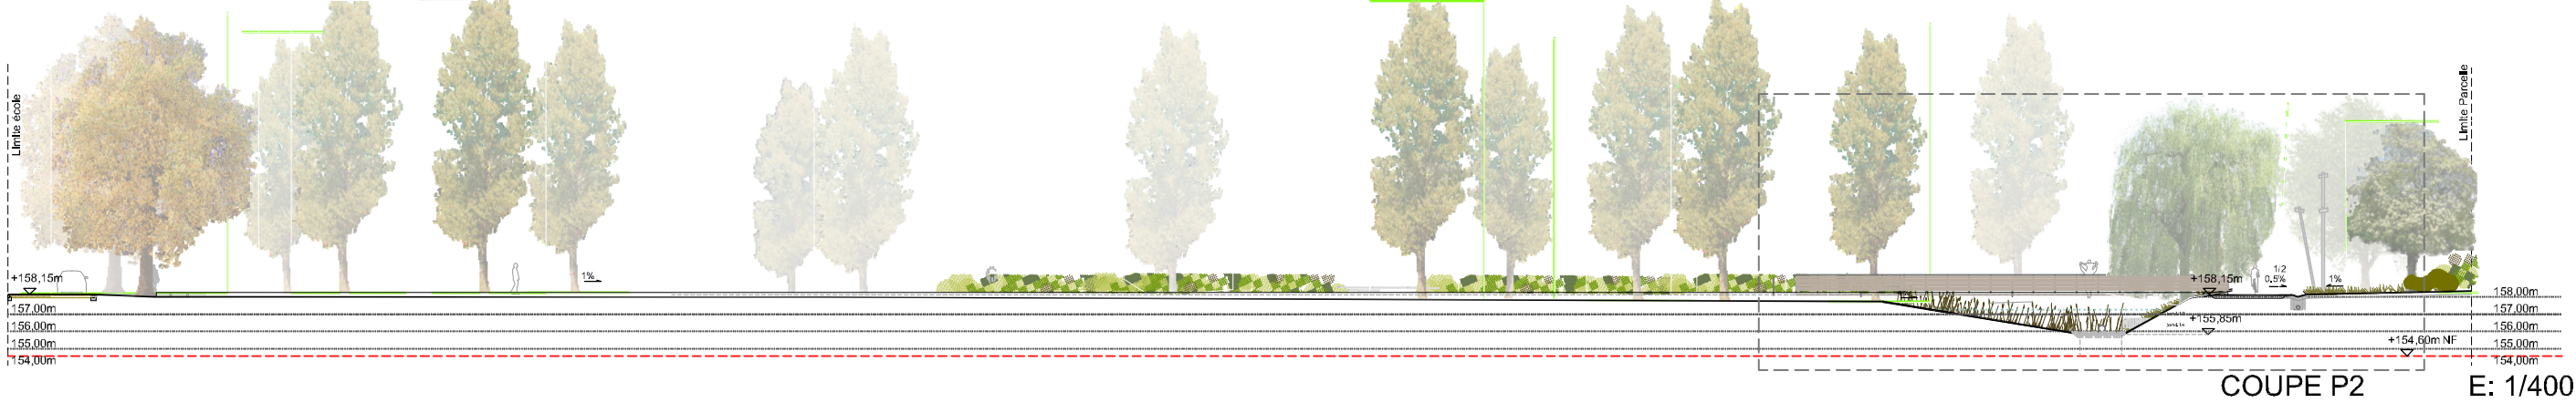 Limite école
Limite Parcelle
+158,15m
1%
+158,15m
1/2
0.5%
1%
158,00m
157,00m
157,00m
156,00m
+155,85m
156,00m
155,00m
+154,60m NF
155,00m
154,00m
154,00m
COUPE P2
E: 1/400